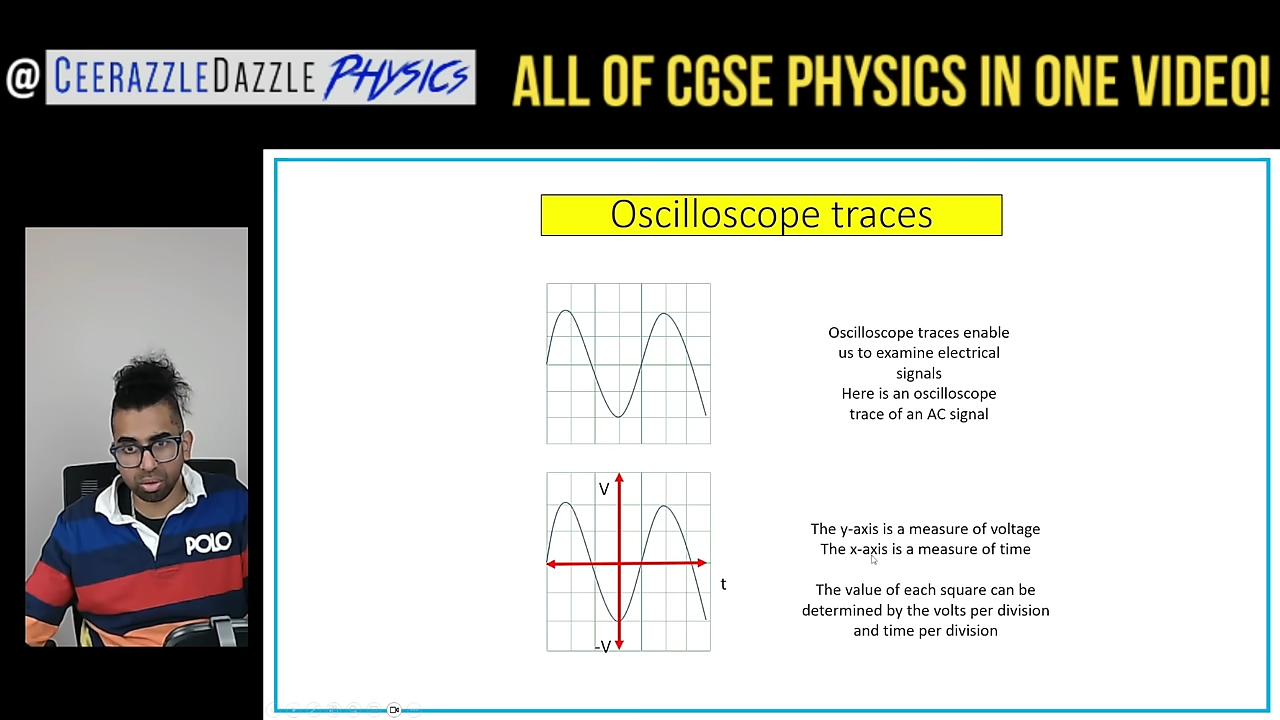 @ CEERAZZLEDAZZLE PHYSICS
ALL OF CGSE PHYSICS IN ONE VIDEO!
Oscilloscope traces
Oscilloscope traces enable
us to examine electrical
signals
Here is an oscilloscope
trace of an AC signal
V
t
-V
The y-axis is a measure of voltage
The x-axis is a measure of time
The value of each square can be
determined by the volts per division
and time per division
POLO